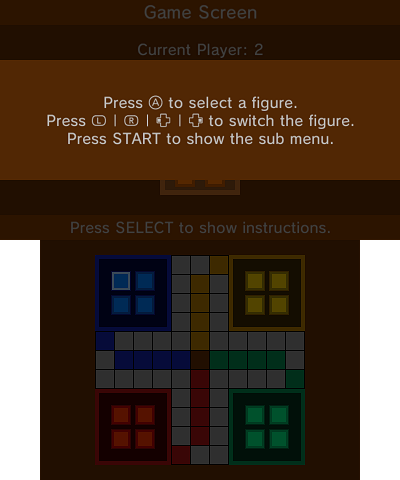 Game Screen
Current Player: 2
Press Ⓐ to select a figure.
Press L | R | | to switch the figure.
Press START to show the sub menu.
Press SELECT to show instructions.